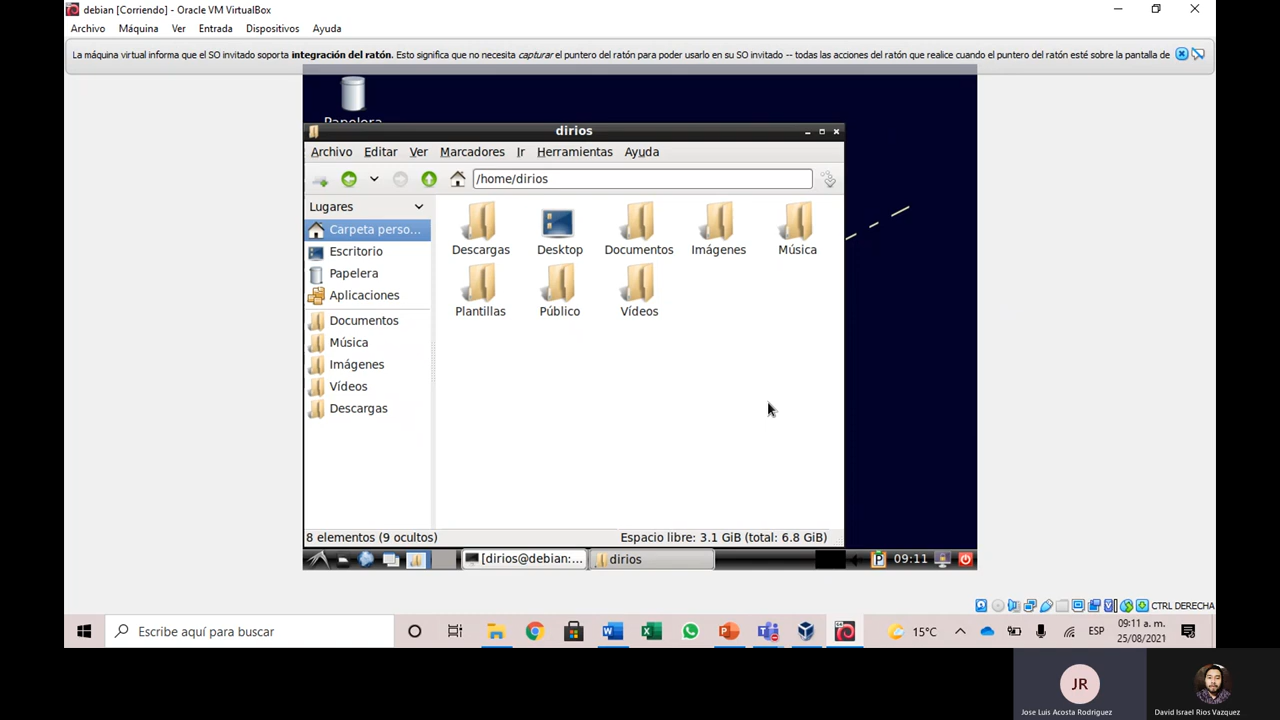 debian [Corriendo] - Oracle VM VirtualBox
Archivo Máquina Ver Entrada Dispositivos Ayuda
La máquina virtual informa que el SO invitado soporta integración del ratón. Esto significa que no necesita capturar el puntero del ratón para poder usarlo en su SO invitado -- todas las acciones del ratón que realice cuando el puntero del ratón esté sobre la pantalla de
Papelera
dirios
Archivo Editar Ver Marcadores Ir Herramientas Ayuda
/home/dirios
Lugares
Carpeta perso...
Escritorio
Papelera
Aplicaciones
Documentos
Música
Imágenes
Vídeos
Descargas
Descargas Desktop Documentos Imágenes Música
Plantillas Público Vídeos
8 elementos (9 ocultos) Espacio libre: 3.1 GiB (total: 6.8 GiB)
[dirios@debian:... dirios P 09:11
CTRL DERECHA
Escribe aquí para buscar
15°C ESP 09:11 a. m.
25/08/2021
JR
Jose Luis Acosta Rodriguez David Israel Rios Vazquez